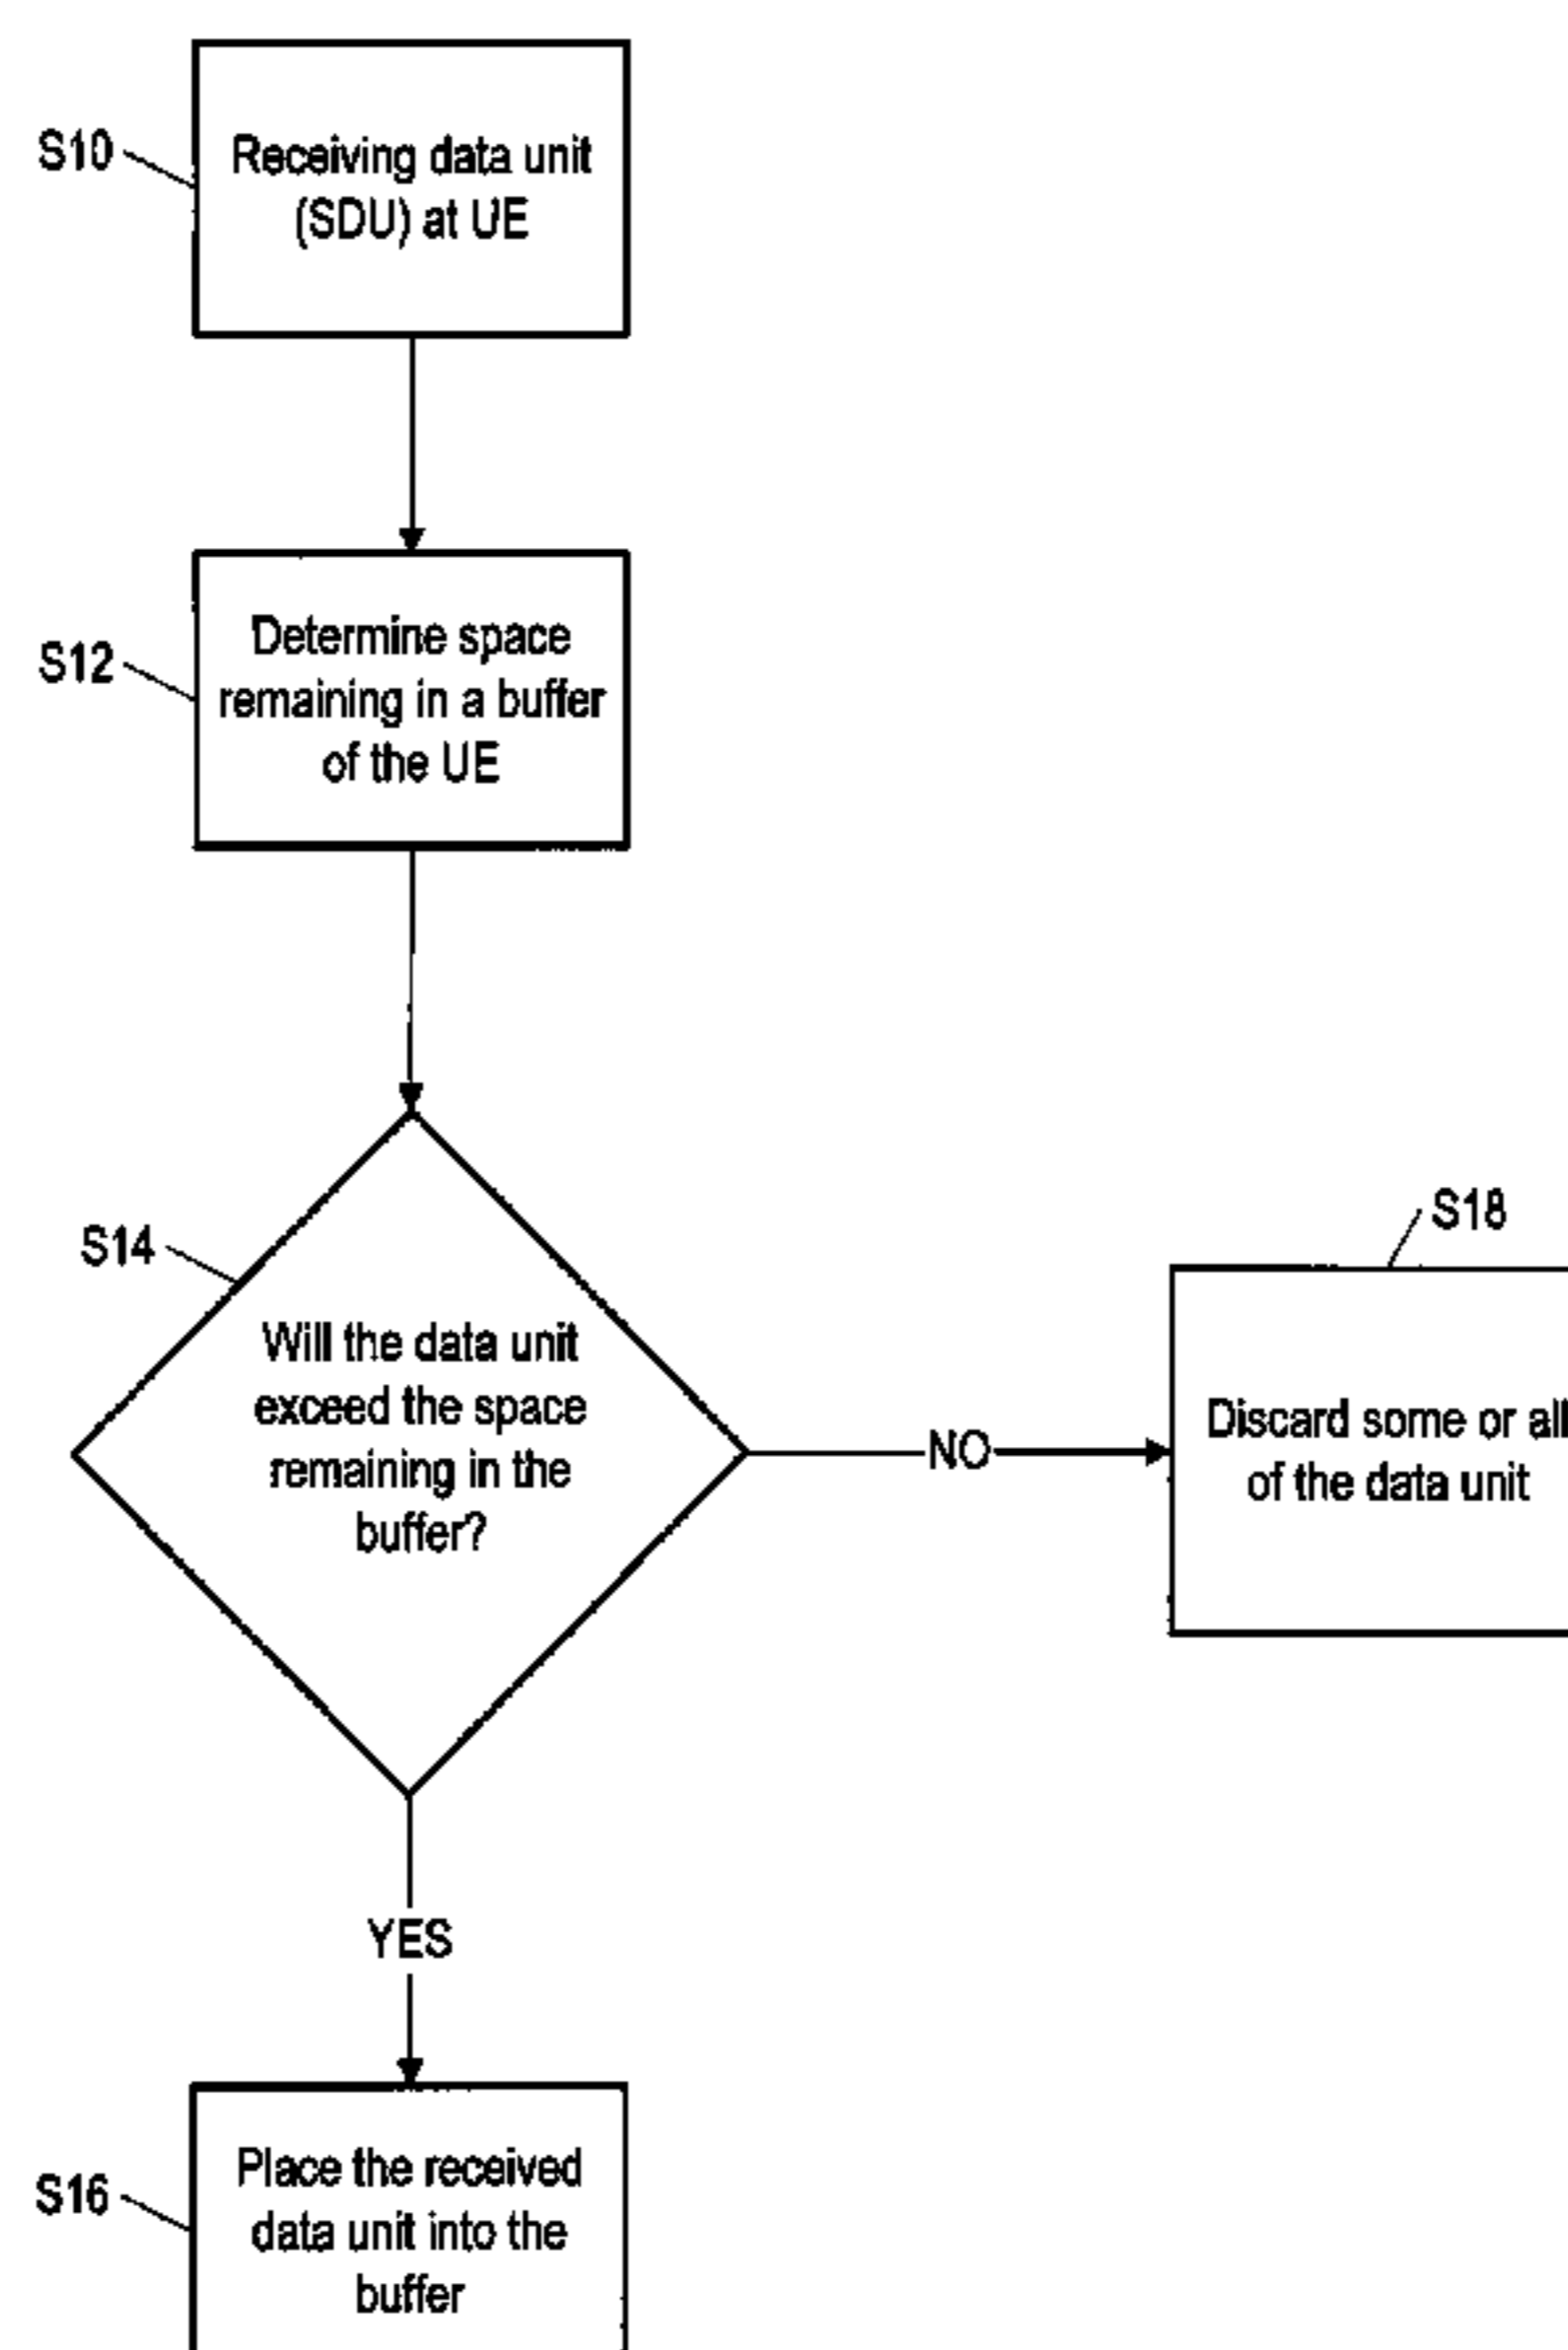 S10
Receiving data unit
(SDU) at UE
S12
Determine space
remaining in a buffer
of the UE
S14
Will the data unit
exceed the space
remaining in the
buffer?
NO
S18
Discard some or all
of the data unit
YES
S16
Place the received
data unit into the
buffer